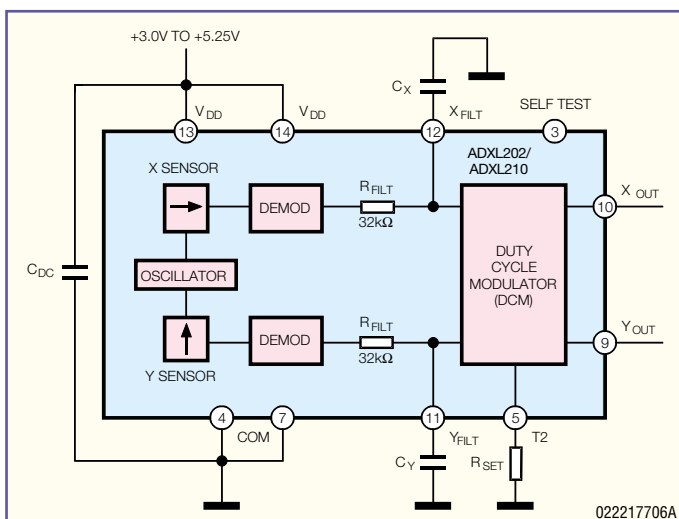 +3.0V TO +5.25V
CX
SELF TEST
VDD
VDD
XFILT
13
14
12
3
ADXL202/
ADXL210
X SENSOR
RFILT
X OUT
DEMOD
10
32kΩ
CDC
OSCILLATOR
DUTY
CYCLE
MODULATOR
(DCM)
RFILT
YOUT
DEMOD
9
32kΩ
Y SENSOR
4
7
11
5
COM
YFILT
T2
CY
RSET
022217706A